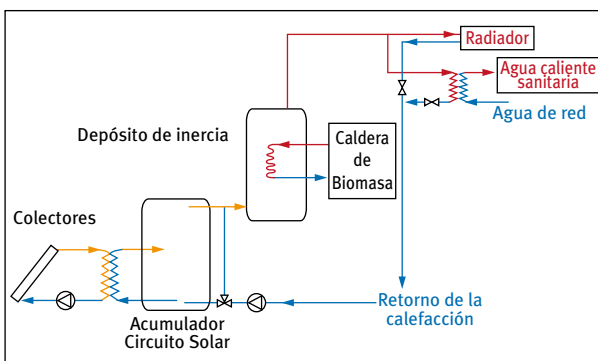 Radiador
Agua caliente
sanitaria
Agua de red
Depósito de inercia
Caldera
de
Biomasa
Colectores
Retorno de la
calefacción
Acumulador
Circuito Solar